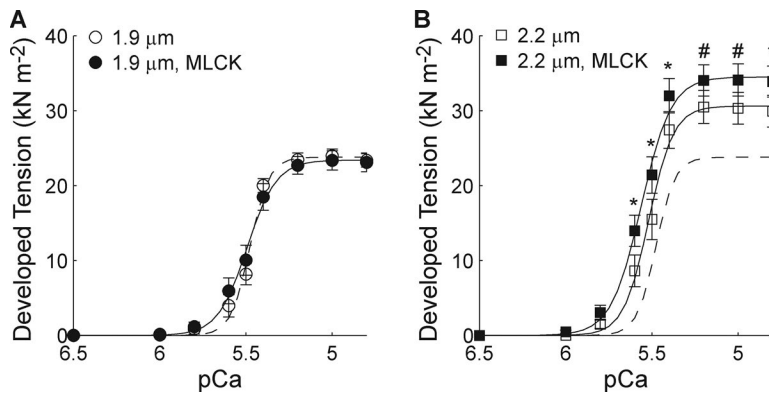 A
1.9 μm
1.9 μm, MLCK
Developed Tension (kN m-2)
40
30
20
10
0
6.5
6
5.5
5
pCa
B
2.2 μm
2.2 μm, MLCK
Developed Tension (kN m-2)
40
30
20
10
0
* * * # #
6.5
6
5.5
5
pCa